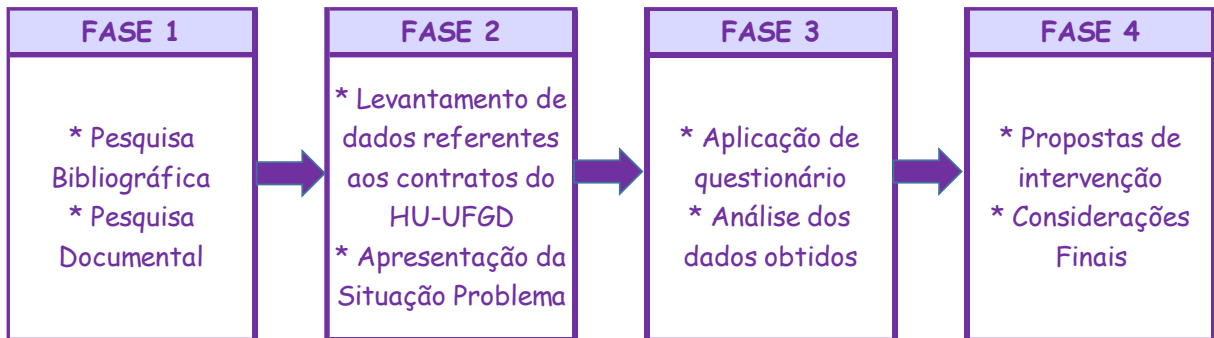 FASE 1
* Pesquisa
Bibliográfica
* Pesquisa
Documental
FASE 2
* Levantamento de
dados referentes
aos contratos do
HU-UFGD
* Apresentação da
Situação Problema
FASE 3
* Aplicação de
questionário
* Análise dos
dados obtidos
FASE 4
* Propostas de
intervenção
* Considerações
Finais